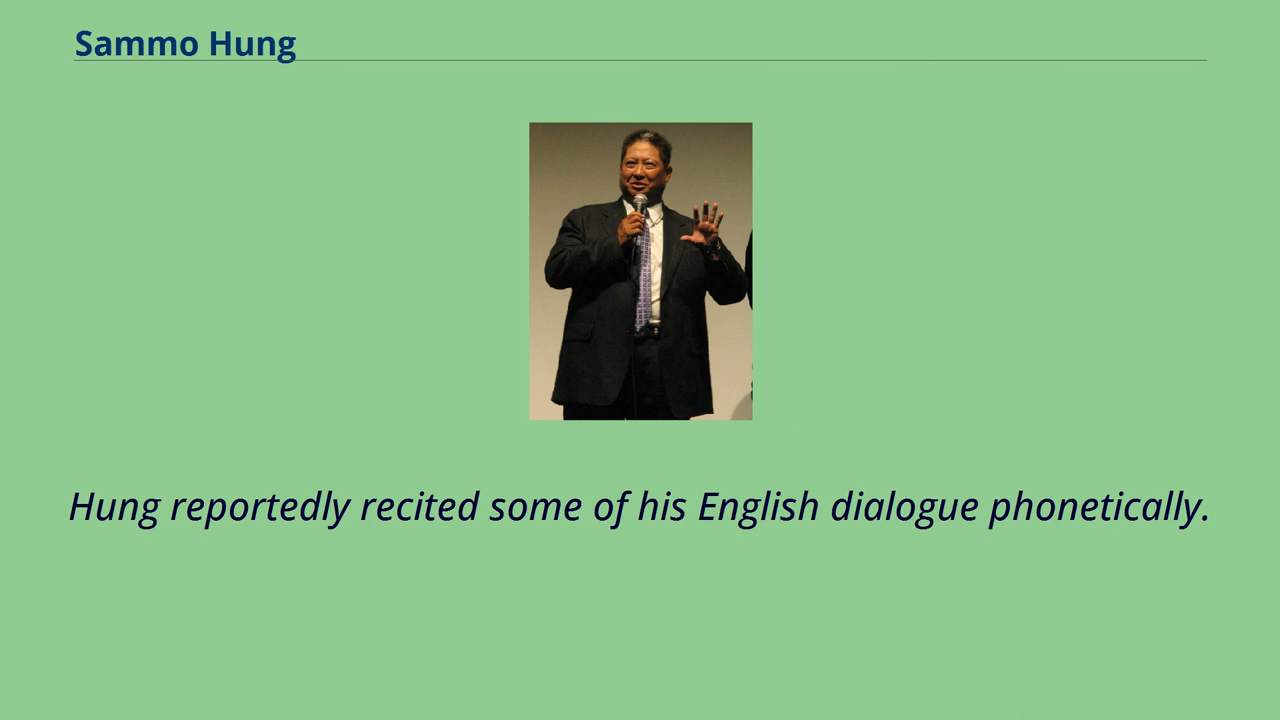 Sammo Hung
Hung reportedly recited some of his English dialogue phonetically.